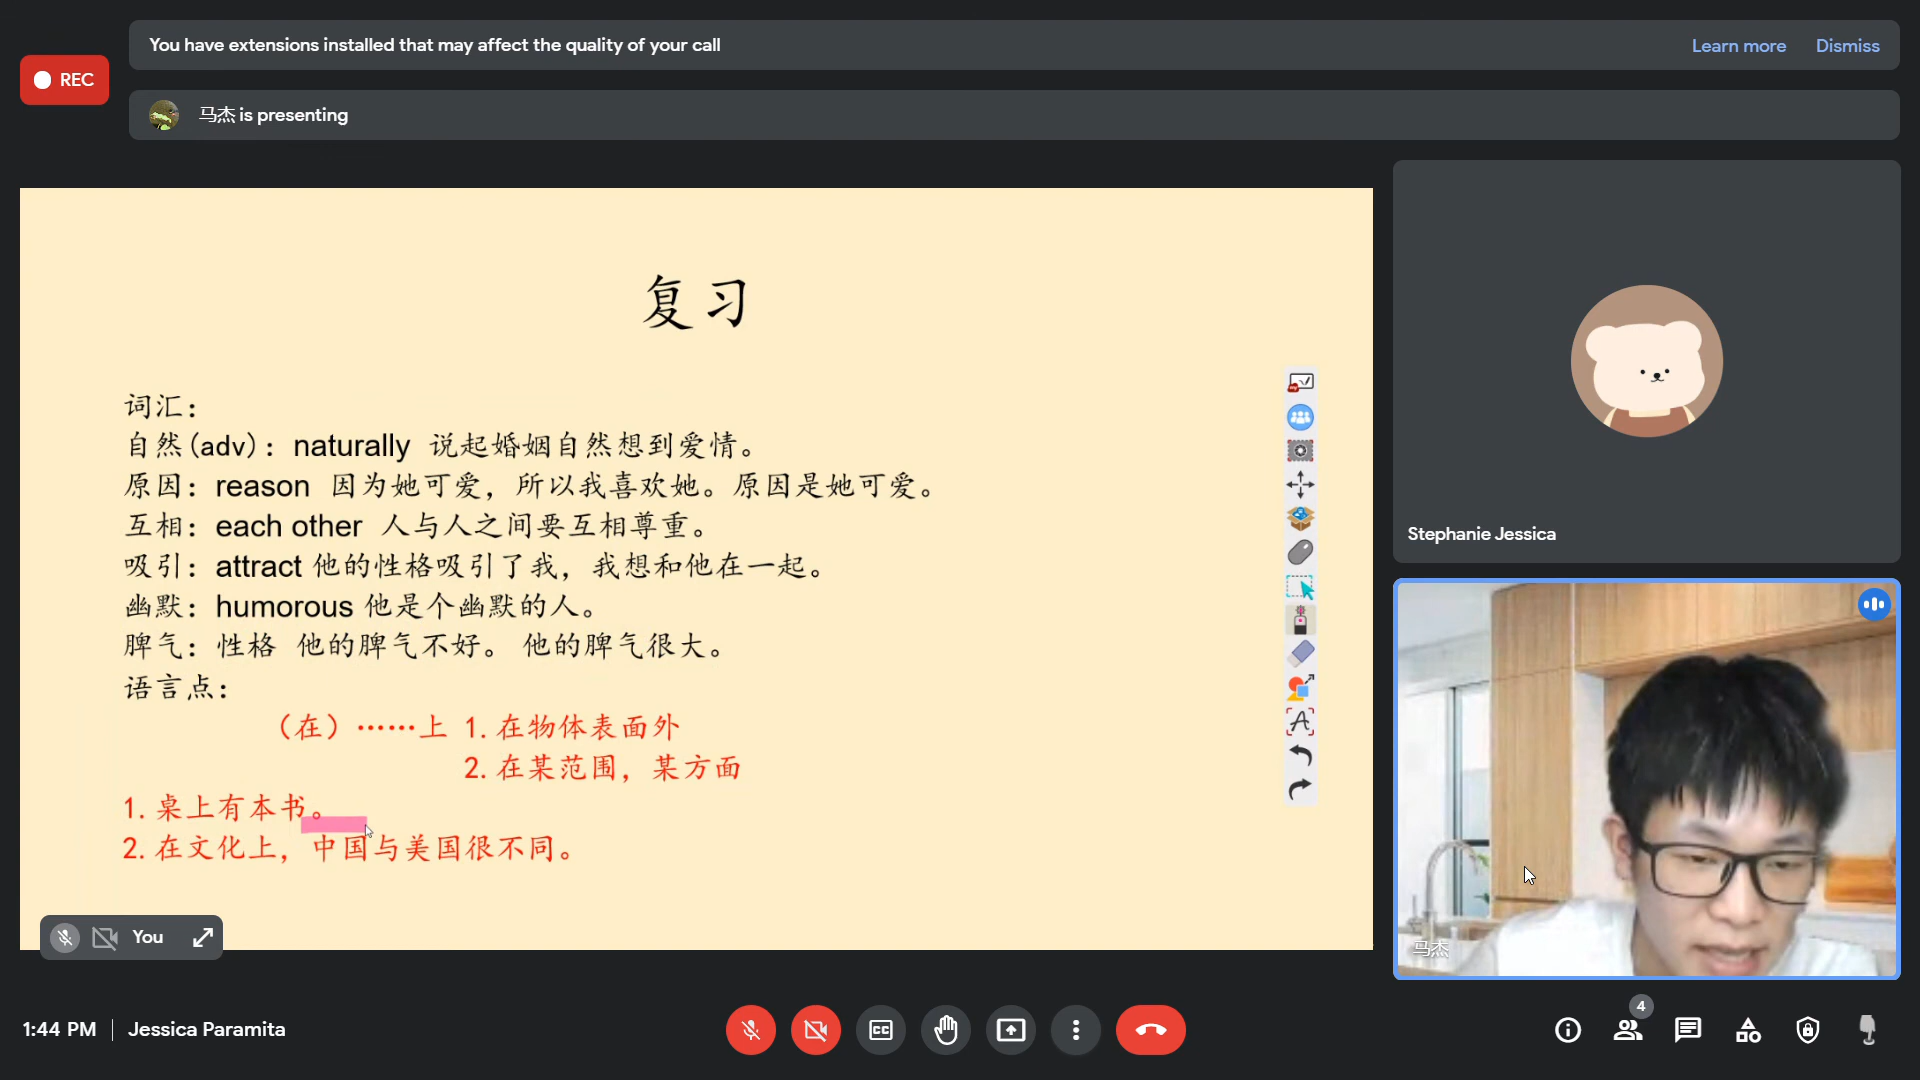 You have extensions installed that may affect the quality of your call
Learn more
Dismiss
REC
马杰 is presenting
复习
词汇：
自然(adv)：naturally 说起婚姻自然想到爱情。
原因：reason 因为她可爱，所以我喜欢她。原因是她可爱。
互相：each other 人与人之间要互相尊重。
吸引：attract 他的性格吸引了我，我想和他在一起。
幽默：humorous 他是个幽默的人。
脾气：性格 他的脾气不好。 他的脾气很大。
语言点：
（在）……上 1. 在物体表面外
2. 在某范围，某方面
1. 桌上有本书。
2. 在文化上，中国与美国很不同。
Stephanie Jessica
马杰
You
1:44 PM | Jessica Paramita
4